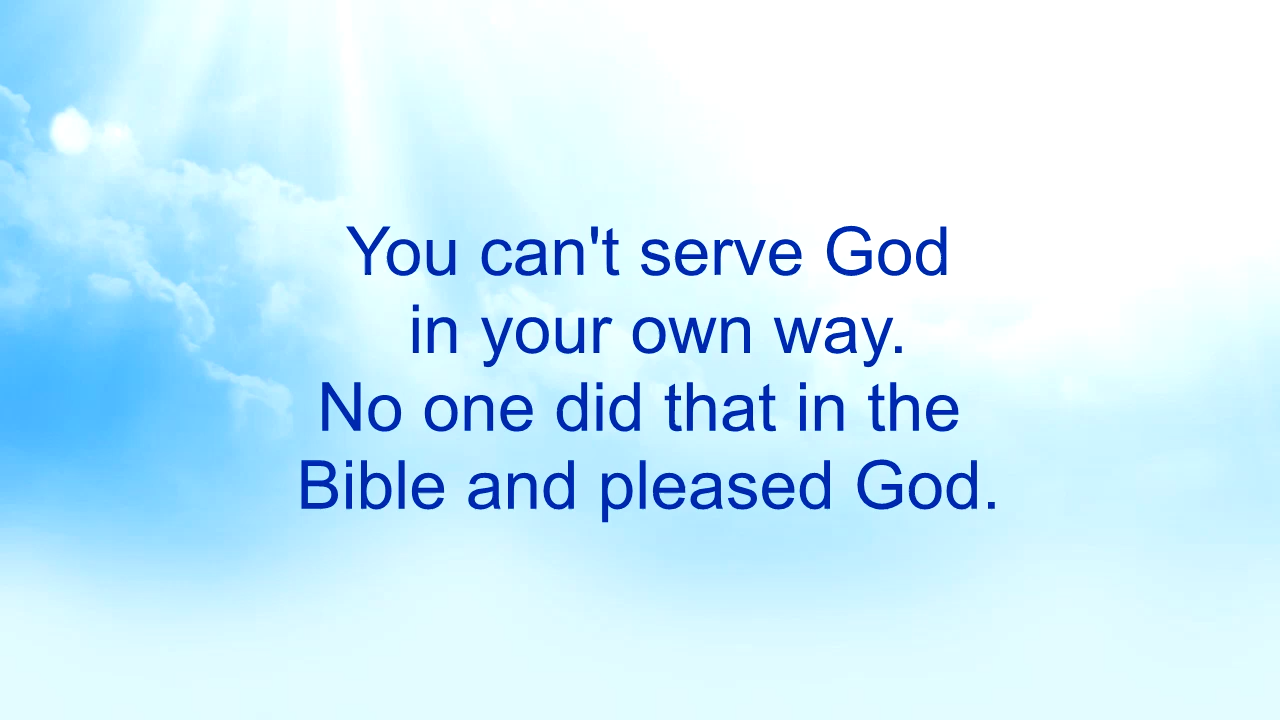 You can't serve God
in your own way.
No one did that in the
Bible and pleased God.